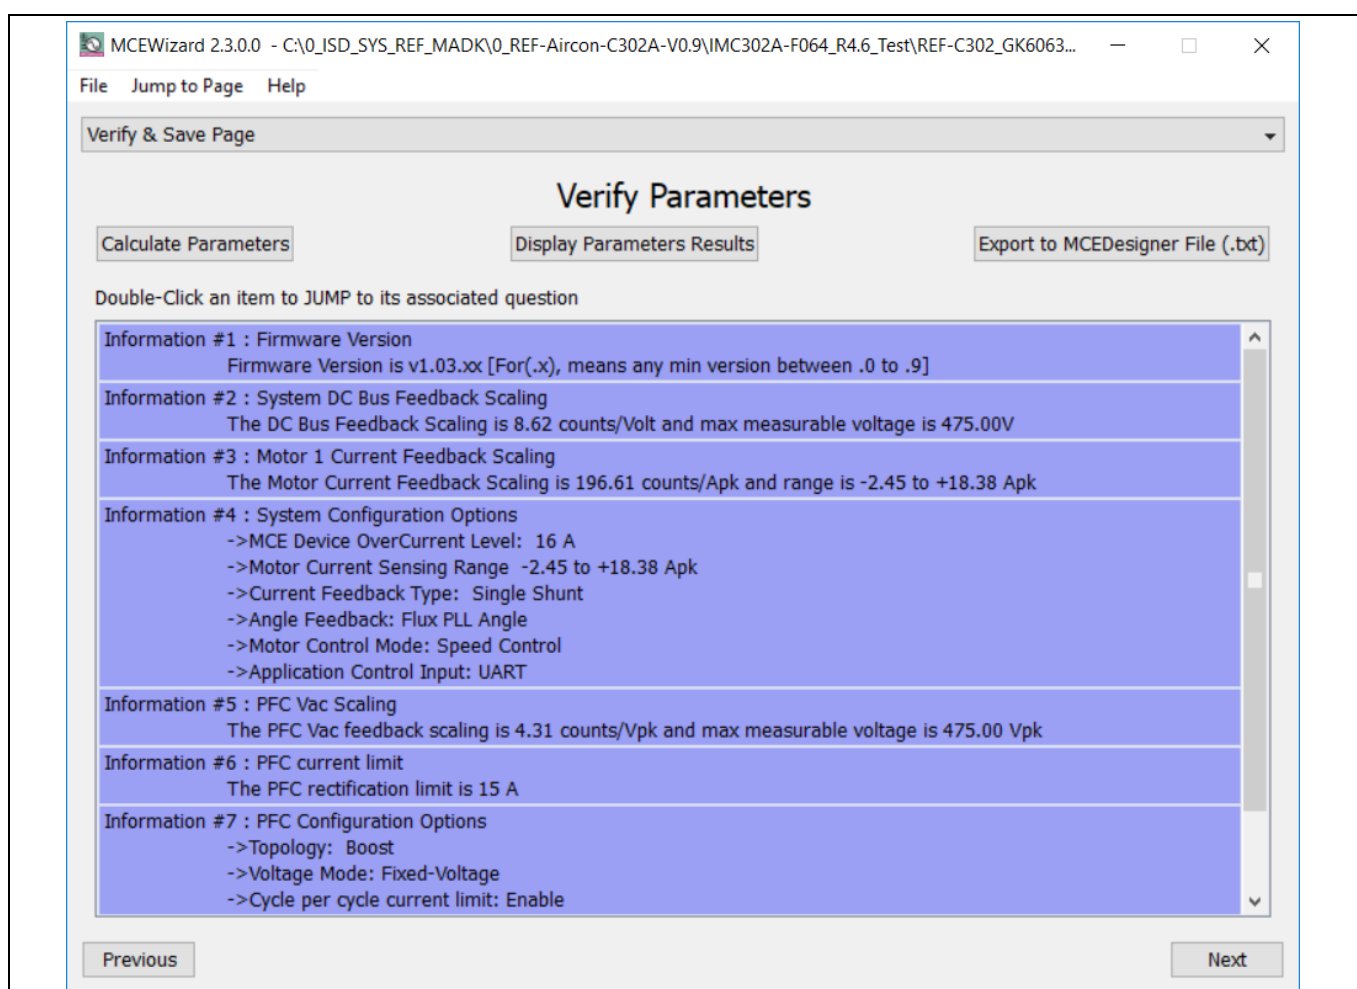 MCEWizard 2.3.0.0 - C:\0_ISD_SYS_REF_MADK\0_REF-Aircon-C302A-V0.9\IMC302A-F064_R4.6_Test\REF-C302_GK6063...
File Jump to Page Help
Verify & Save Page
Verify Parameters
Calculate Parameters Display Parameters Results Export to MCEDesigner File (.txt)
Double-Click an item to JUMP to its associated question
Information #1 : Firmware Version
Firmware Version is v1.03.xx [For(.x), means any min version between .0 to .9]
Information #2 : System DC Bus Feedback Scaling
The DC Bus Feedback Scaling is 8.62 counts/Volt and max measurable voltage is 475.00V
Information #3 : Motor 1 Current Feedback Scaling
The Motor Current Feedback Scaling is 196.61 counts/Apk and range is -2.45 to +18.38 Apk
Information #4 : System Configuration Options
->MCE Device OverCurrent Level: 16 A
->Motor Current Sensing Range -2.45 to +18.38 Apk
->Current Feedback Type: Single Shunt
->Angle Feedback: Flux PLL Angle
->Motor Control Mode: Speed Control
->Application Control Input: UART
Information #5 : PFC Vac Scaling
The PFC Vac feedback scaling is 4.31 counts/Vpk and max measurable voltage is 475.00 Vpk
Information #6 : PFC current limit
The PFC rectification limit is 15 A
Information #7 : PFC Configuration Options
->Topology: Boost
->Voltage Mode: Fixed-Voltage
->Cycle per cycle current limit: Enable
Previous Next